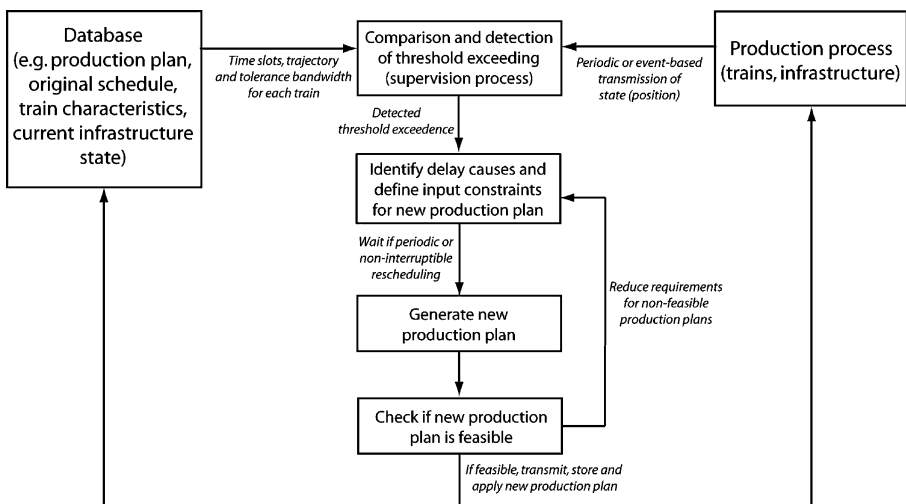 Database
(e.g. production plan,
original schedule,
train characteristics,
current infrastructure
state)
Time slots, trajectory
and tolerance bandwidth
for each train
Comparison and detection
of threshold exceeding
(supervision process)
Periodic or event-based
transmission of
state (position)
Production process
(trains, infrastructure)
Detected
threshold exceedence
Identify delay causes and
define input constraints
for new production plan
Wait if periodic or
non-interruptible
rescheduling
Reduce requirements
for non-feasible
production plans
Generate new
production plan
Check if new production
plan is feasible
If feasible, transmit, store and
apply new production plan